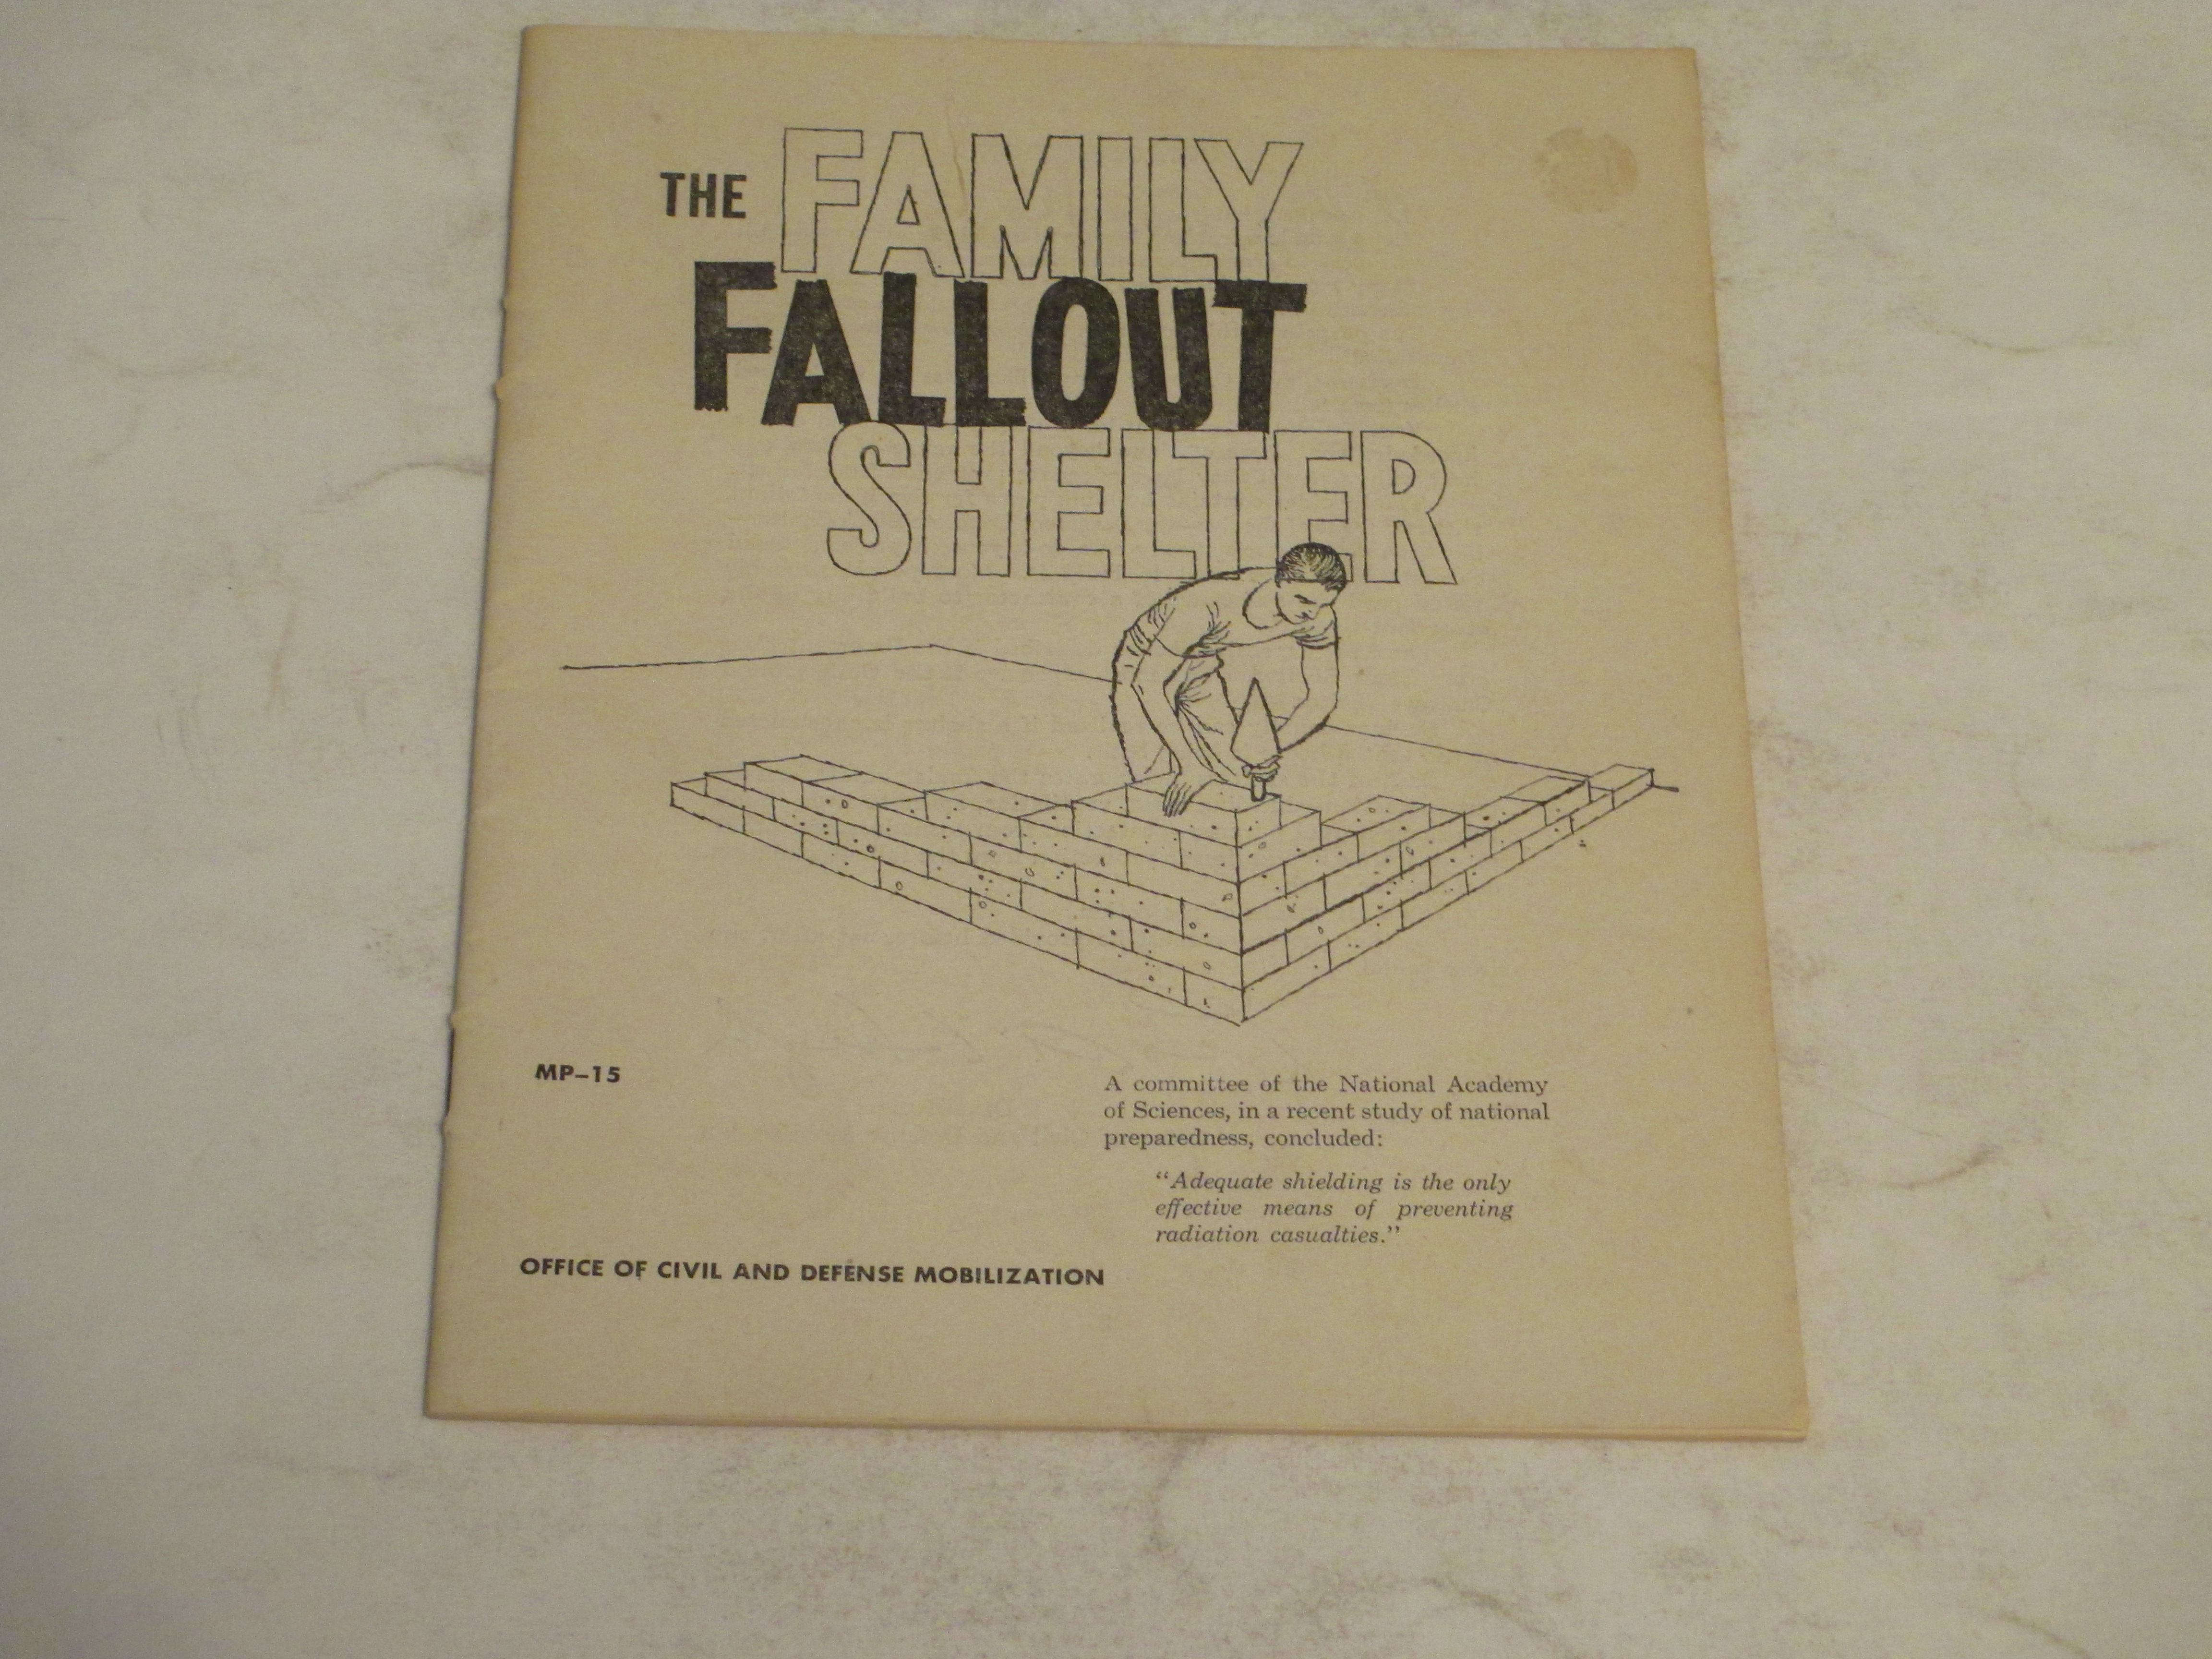 THE FAMILY
FALLOUT
SHELTER
MP–15
A committee of the National Academy
of Sciences, in a recent study of national
preparedness, concluded:
“Adequate shielding is the only
effective means of preventing
radiation casualties.”
OFFICE OF CIVIL AND DEFENSE MOBILIZATION